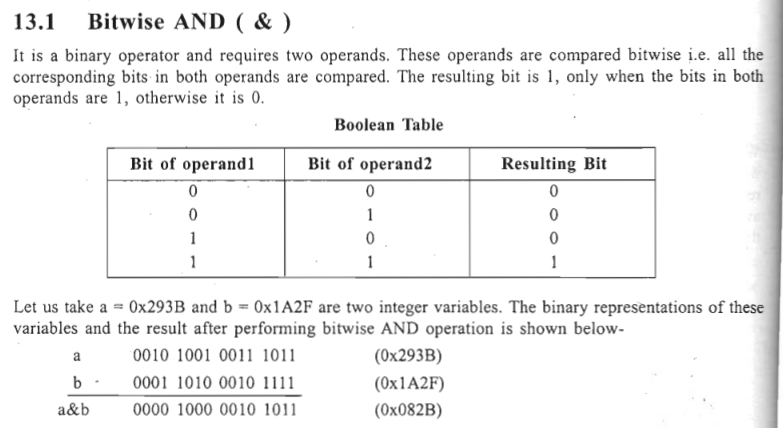 13.1 Bitwise AND ( & )
It is a binary operator and requires two operands. These operands are compared bitwise i.e. all the
corresponding bits in both operands are compared. The resulting bit is 1, only when the bits in both
operands are 1, otherwise it is 0.
Boolean Table
Bit of operand1 Bit of operand2 Resulting Bit
0 0 0
0 1 0
1 0 0
1 1 1
Let us take a = 0x293B and b = 0x1A2F are two integer variables. The binary representations of these
variables and the result after performing bitwise AND operation is shown below-
a 0010 1001 0011 1011 (0x293B)
b 0001 1010 0010 1111 (0x1A2F)
a&b 0000 1000 0010 1011 (0x082B)